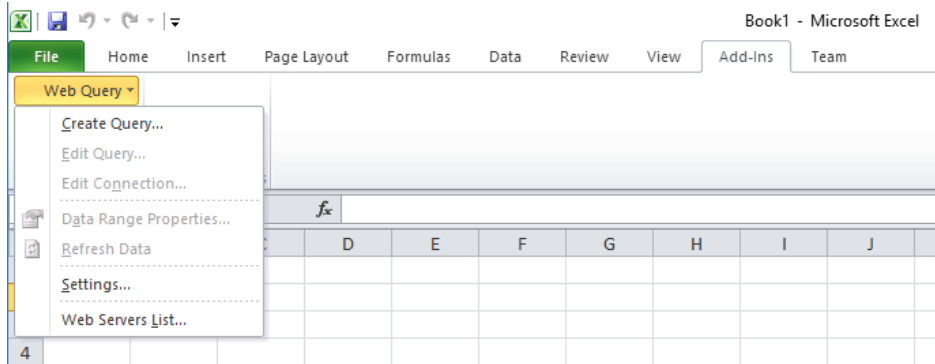 Book1 - Microsoft Excel
File Home Insert Page Layout Formulas Data Review View Add-Ins Team
Web Query
Create Query...
Edit Query...
Edit Connection...
Data Range Properties...
fx
Refresh Data
D E F G H I J
Settings...
Web Servers List...
4